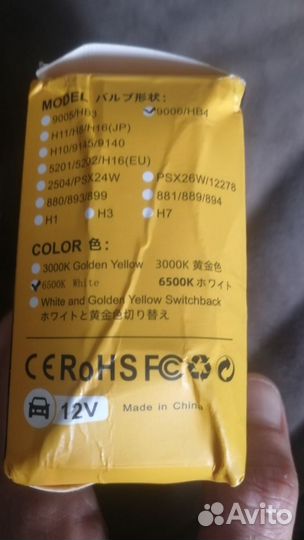 MODEL バルブ形状:
9005/HB3 9006/HB4
H11/H8/H16(JP)
H10/9145/9140
5201/5202/H16(EU)
2504/PSX24W PSX26W/12278
880/893/899 881/889/894
H1 H3 H7
COLOR 色:
3000K Golden Yellow 3000K 黄金色
6500K White 6500K ホワイト
White and Golden Yellow Switchback
ホワイトと黄金色切り替え
CE RoHS FC
12V Made in China
Avito